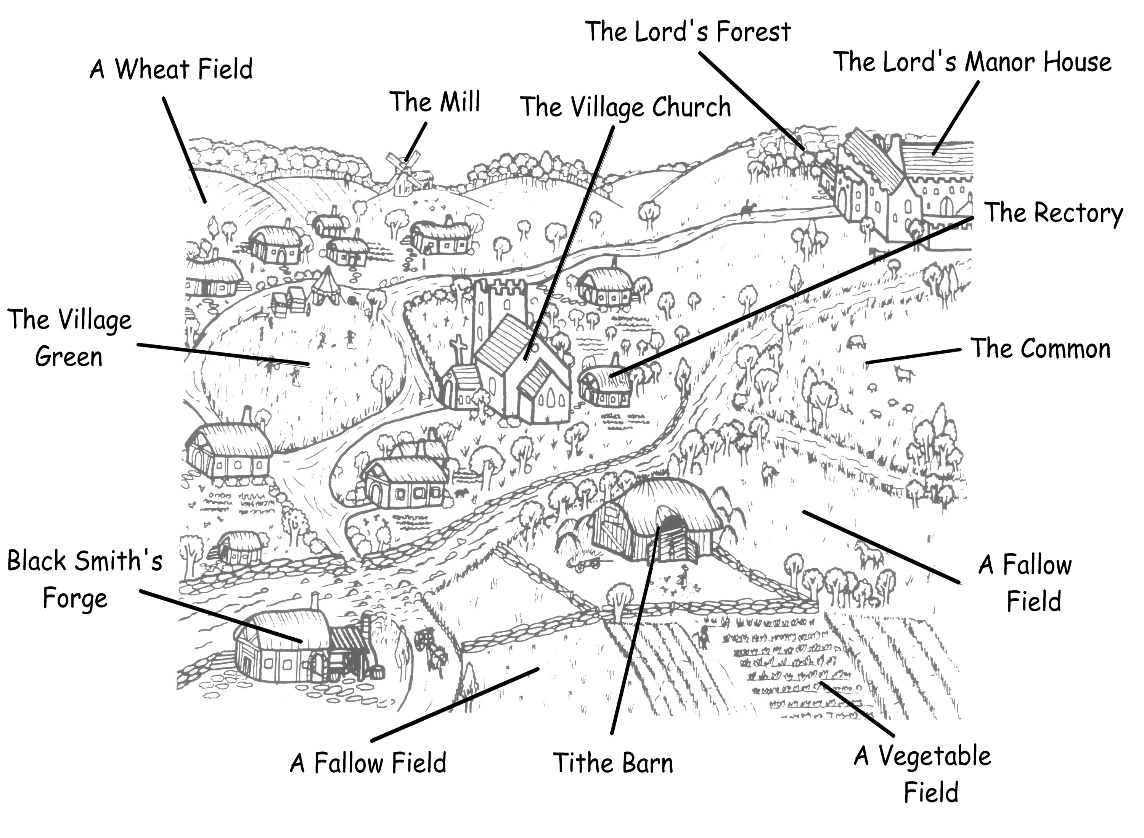 The Lord's Forest
The Lord's Manor House
A Wheat Field
The Mill
The Village Church
The Rectory
The Village
Green
The Common
Black Smith's
Forge
A Fallow
Field
A Fallow Field
Tithe Barn
A Vegetable
Field